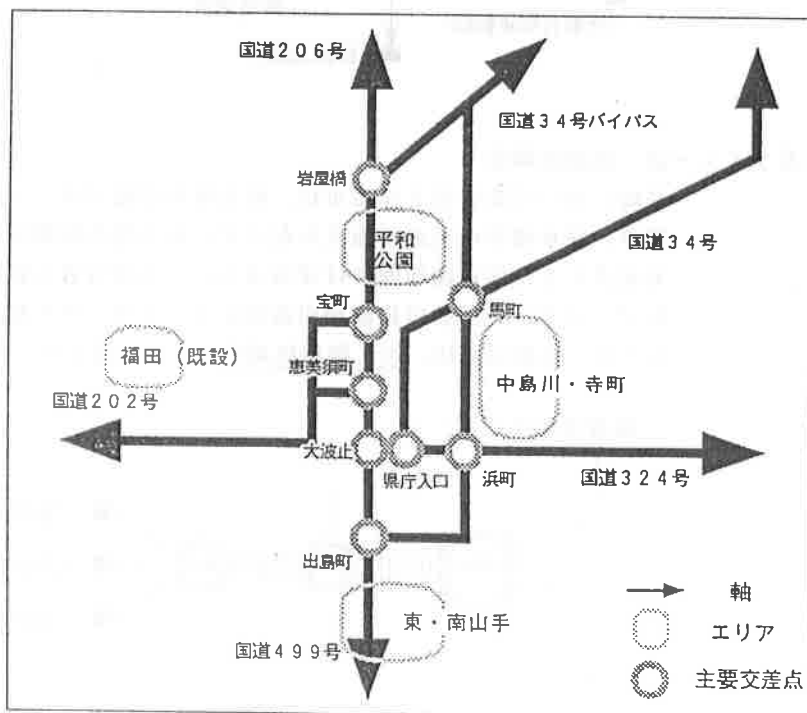 国道２０６号
国道３４号バイパス
岩屋橋
平和
公園
国道３４号
宝町
馬町
福田（既設）
恵美須町
中島川・寺町
国道２０２号
大波止
県庁入口
浜町
国道３２４号
出島町
東・南山手
国道４９９号
軸
エリア
主要交差点